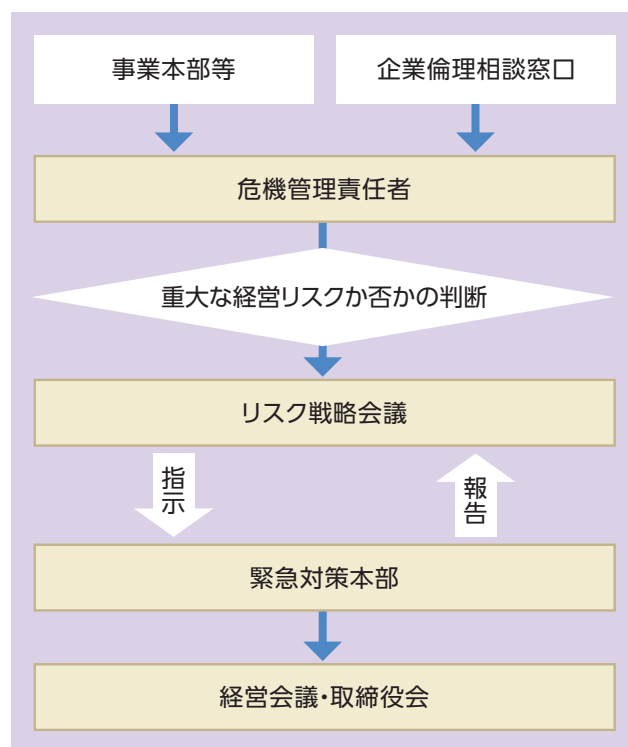 事業本部等
企業倫理相談窓口
危機管理責任者
重大な経営リスクか否かの判断
リスク戦略会議
指示
報告
緊急対策本部
経営会議・取締役会